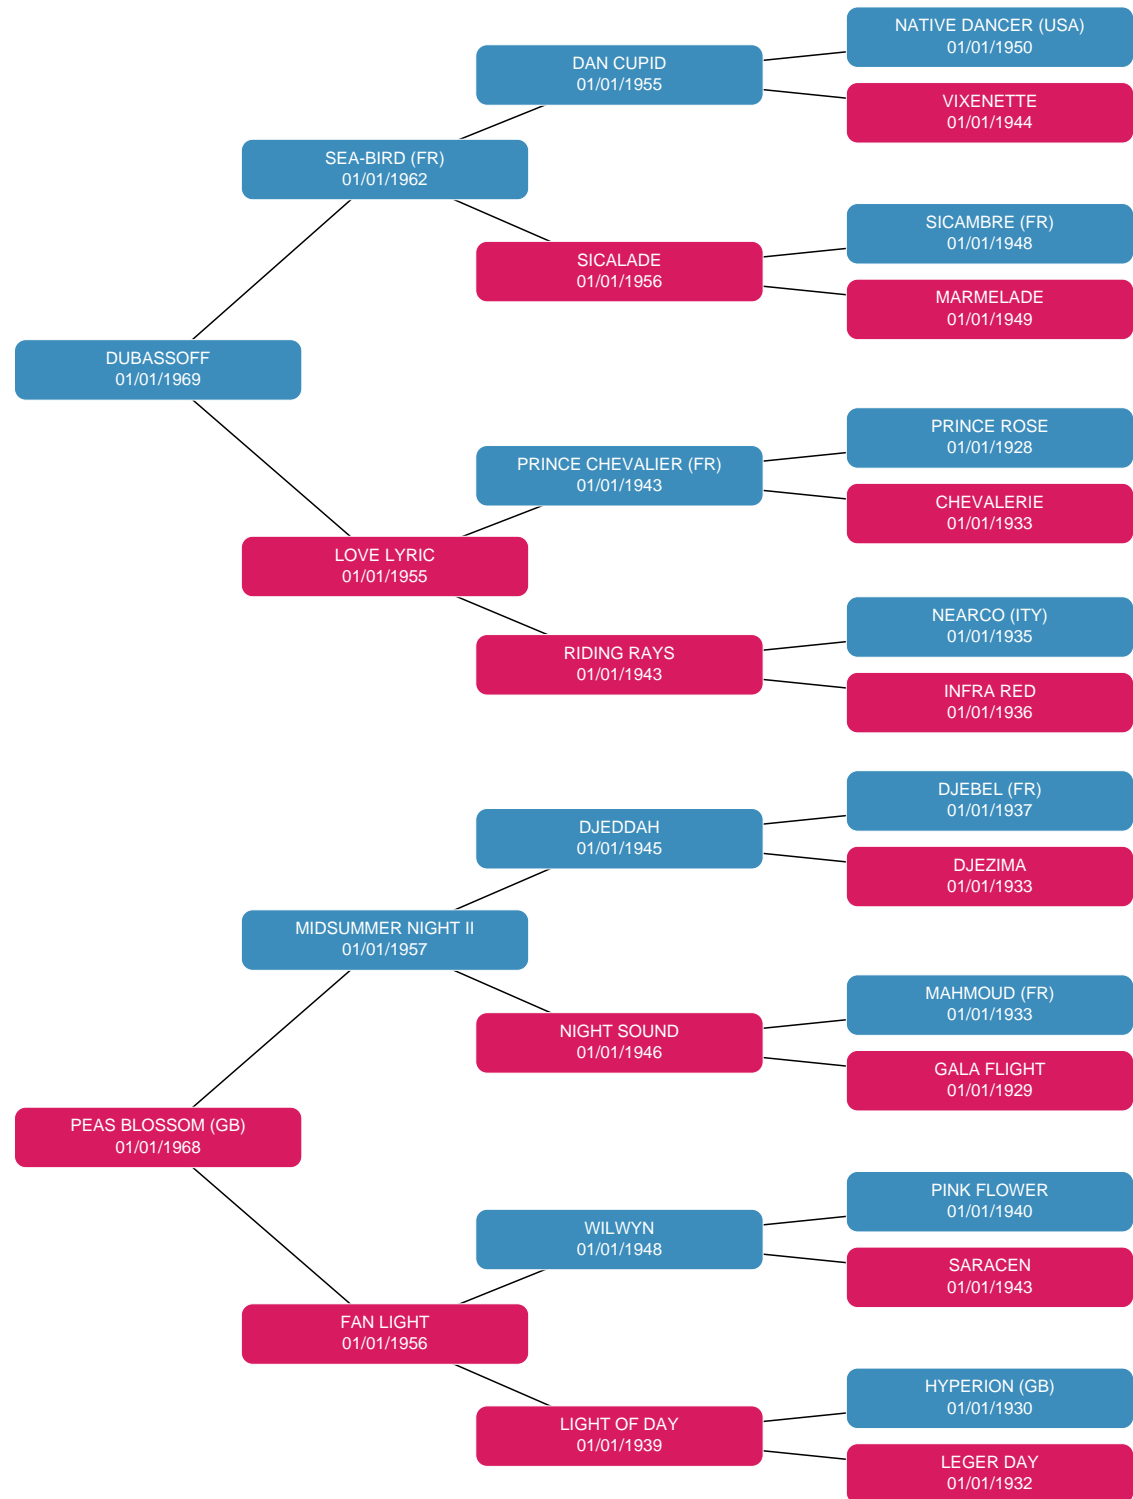 NATIVE DANCER (USA)
01/01/1950
DAN CUPID
01/01/1955
VIXENETTE
01/01/1944
SEA-BIRD (FR)
01/01/1962
SICAMBRE (FR)
01/01/1948
SICALADE
01/01/1956
MARMELADE
01/01/1949
DUBASSOFF
01/01/1969
PRINCE ROSE
01/01/1928
PRINCE CHEVALIER (FR)
01/01/1943
CHEVALERIE
01/01/1933
LOVE LYRIC
01/01/1955
NEARCO (ITY)
01/01/1935
RIDING RAYS
01/01/1943
INFRA RED
01/01/1936
DJEBEL (FR)
01/01/1937
DJEDDAH
01/01/1945
DJEZIMA
01/01/1933
MIDSUMMER NIGHT II
01/01/1957
MAHMOUD (FR)
01/01/1933
NIGHT SOUND
01/01/1946
GALA FLIGHT
01/01/1929
PEAS BLOSSOM (GB)
01/01/1968
PINK FLOWER
01/01/1940
WILWYN
01/01/1948
SARACEN
01/01/1943
FAN LIGHT
01/01/1956
HYPERION (GB)
01/01/1930
LIGHT OF DAY
01/01/1939
LEGER DAY
01/01/1932